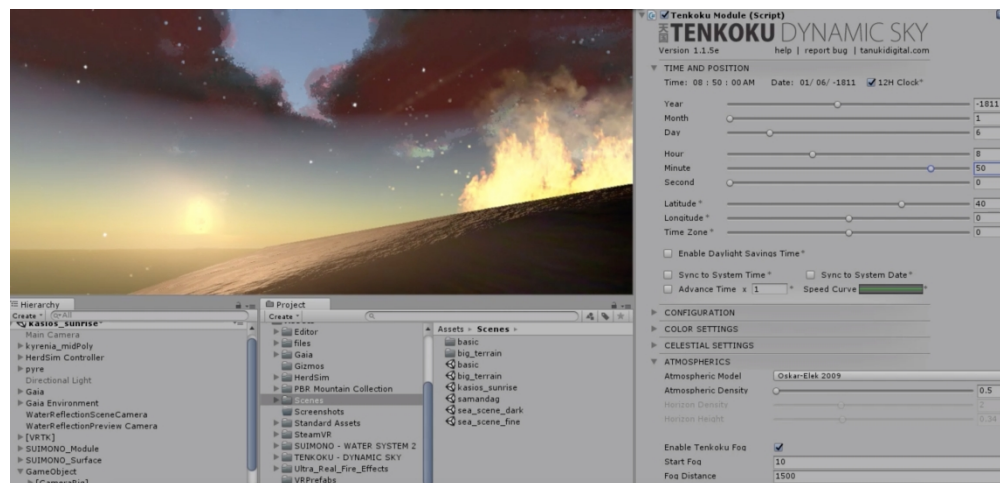 Tenkoku Module (Script)
TENKOKU DYNAMIC SKY
Version 1.1.5e help | report bug | tanukidigital.com
TIME AND POSITION
Time: 08 : 50 : 00 AM Date: 01/ 06/ -1811 12H Clock*
Year -1811
Month 1
Day 6
Hour 8
Minute 50
Second 0
Latitude * 40
Longitude * 0
Time Zone * 0
Enable Daylight Savings Time*
Sync to System Time* Sync to System Date*
Advance Time x 1 * Speed Curve *
CONFIGURATION
COLOR SETTINGS
CELESTIAL SETTINGS
ATMOSPHERICS
Atmospheric Model Oskar-Elek 2009
Atmospheric Density 0.5
Horizon Density 2
Horizon Height 0.34
Enable Tenkoku Fog
Start Fog 10
Fog Distance 1500
Hierarchy
Create Q▾All
kasios_sunrise*
Main Camera
kyrenia_midPoly
HerdSim Controller
pyre
Directional Light
Gaia
Gaia Environment
WaterReflectionSceneCamera
WaterReflectionPreview Camera
[VRTK]
SUIMONO_Module
SUIMONO_Surface
GameObject
Project
Create
Editor
files
Gaia
Gizmos
HerdSim
PBR Mountain Collection
Scenes
Screenshots
Standard Assets
SteamVR
SUIMONO - WATER SYSTEM 2
TENKOKU - DYNAMIC SKY
Ultra_Real_Fire_Effects
VRPrefabs
Assets ▸ Scenes ▸
basic
big_terrain
basic
big_terrain
kasios_sunrise
samandag
sea_scene_dark
sea_scene_fine